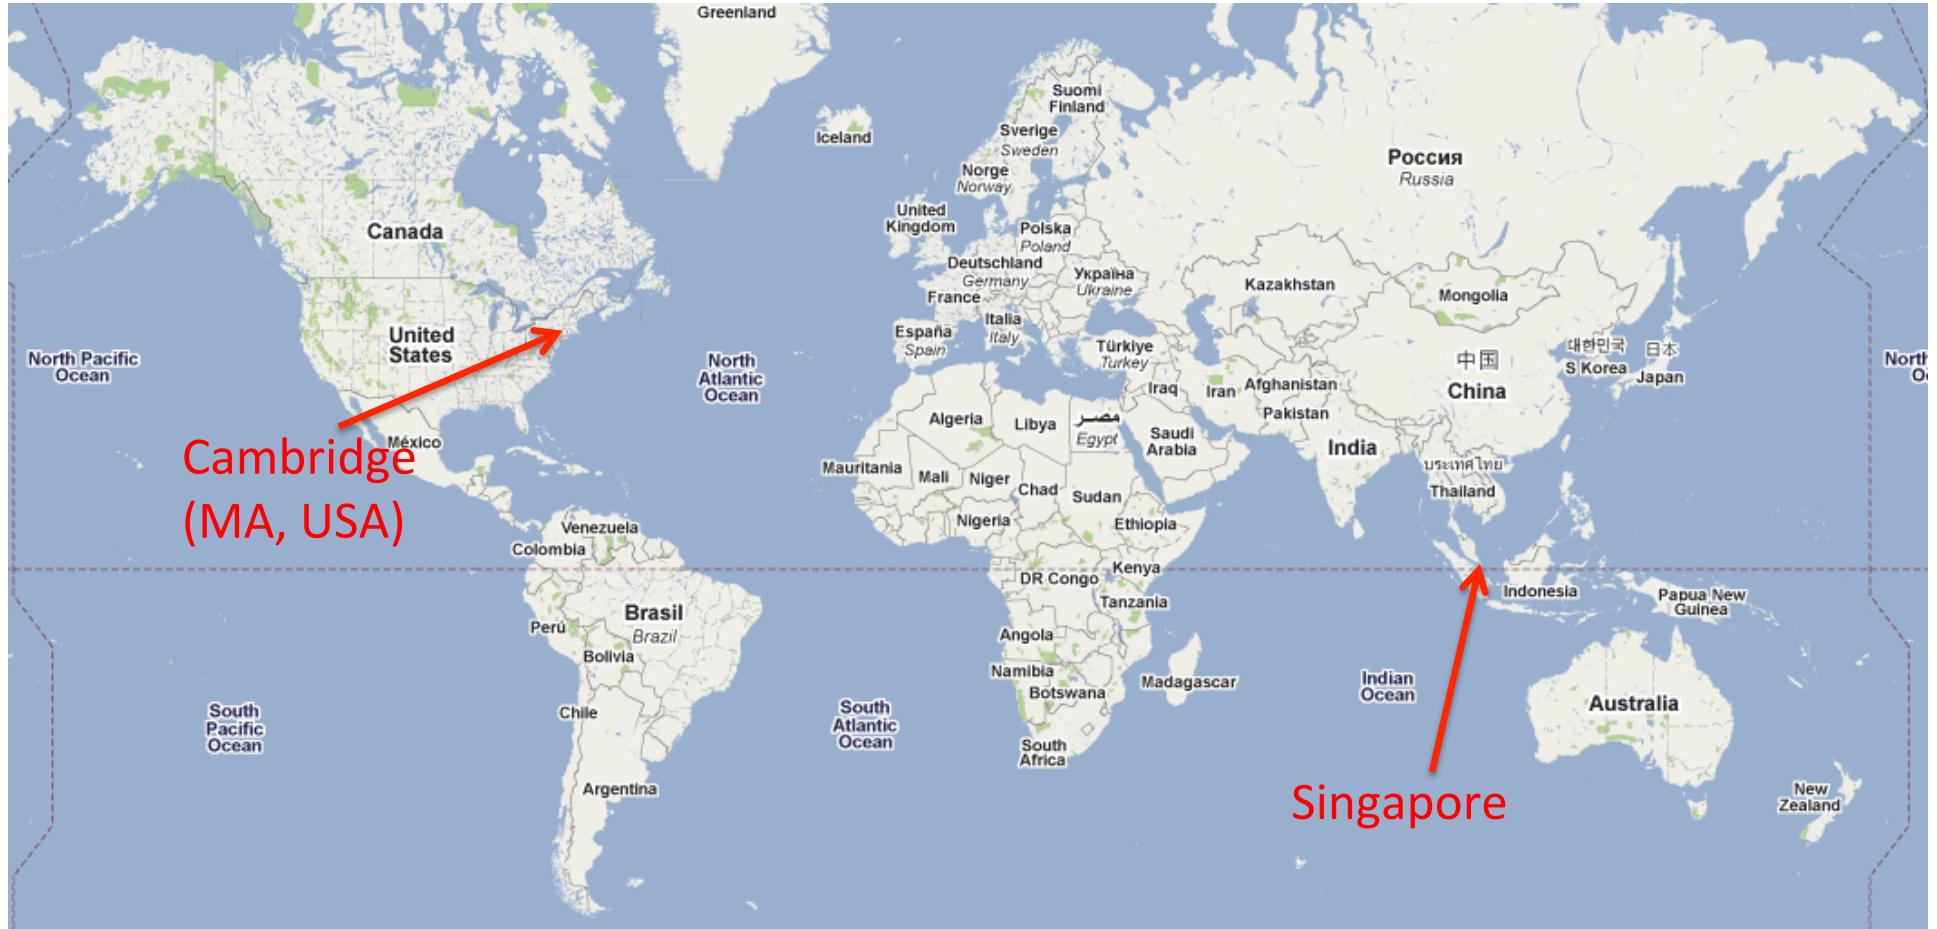 Greenland
Iceland
Suomi
Finland
Sverige
Sweden
Norge
Norway
Россия
Russia
United
Kingdom
Polska
Poland
Canada
Deutschland
Germany
Україна
Ukraine
France
Kazakhstan
Mongolia
United
States
España
Spain
Italia
Italy
Türkiye
Turkey
대한민국
S Korea
日本
Japan
中国
China
North Pacific
Ocean
North
Atlantic
Ocean
North
Iraq
Iran
Afghanistan
Pakistan
Algeria
Libya
مصر
Egypt
Saudi
Arabia
India
México
Cambridge
(MA, USA)
Mauritania
Mali
Niger
Chad
Sudan
ประเทศไทย
Thailand
Nigeria
Ethiopia
Venezuela
Colombia
DR Congo
Kenya
Tanzania
Indonesia
Papua New
Guinea
Brasil
Brazil
Perú
Bolivia
Angola
Namibia
Botswana
Madagascar
Indian
Ocean
Australia
South
Pacific
Ocean
Chile
South
Atlantic
Ocean
South
Africa
Argentina
Singapore
New
Zealand